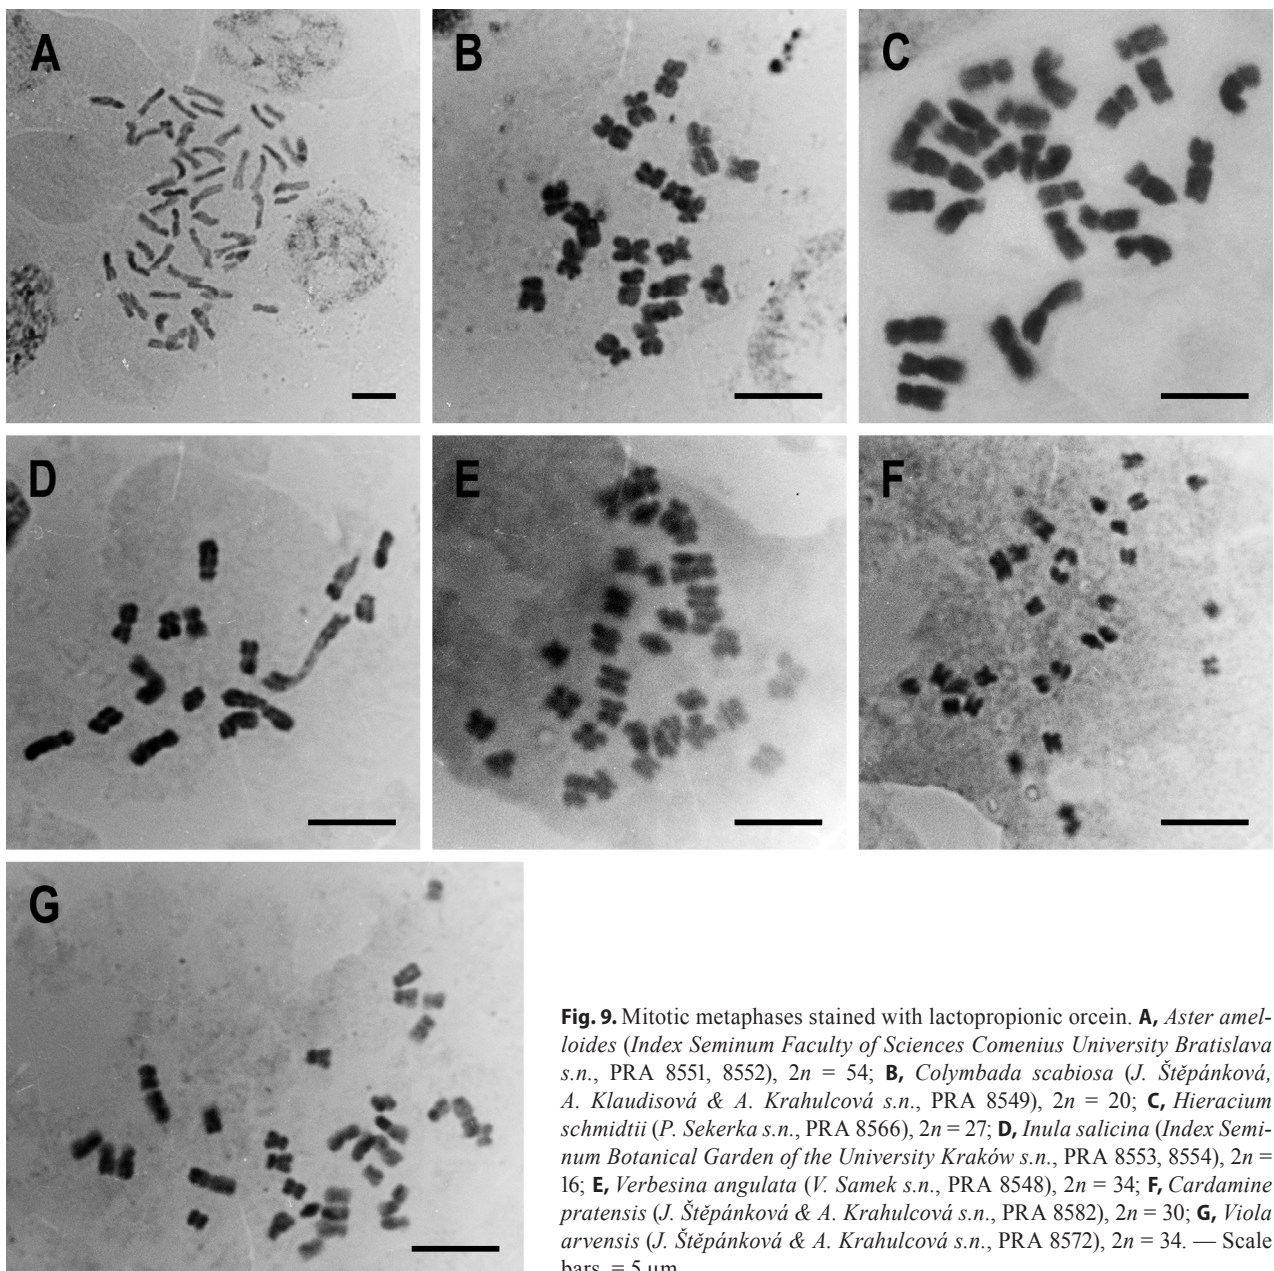 A
B
C
D
E
F
G
Fig. 9. Mitotic metaphases stained with lactopropionic orcein. A, Aster amel-
loides (Index Seminum Faculty of Sciences Comenius University Bratislava
s.n., PRA 8551, 8552), 2n = 54; B, Colymbada scabiosa (J. Štěpánková,
A. Klaudisová & A. Krahulcová s.n., PRA 8549), 2n = 20; C, Hieracium
schmidtii (P. Sekerka s.n., PRA 8566), 2n = 27; D, Inula salicina (Index Semi-
num Botanical Garden of the University Kraków s.n., PRA 8553, 8554), 2n =
16; E, Verbesina angulata (V. Samek s.n., PRA 8548), 2n = 34; F, Cardamine
pratensis (J. Štěpánková & A. Krahulcová s.n., PRA 8582), 2n = 30; G, Viola
arvensis (J. Štěpánková & A. Krahulcová s.n., PRA 8572), 2n = 34. — Scale
bars = 5 µm